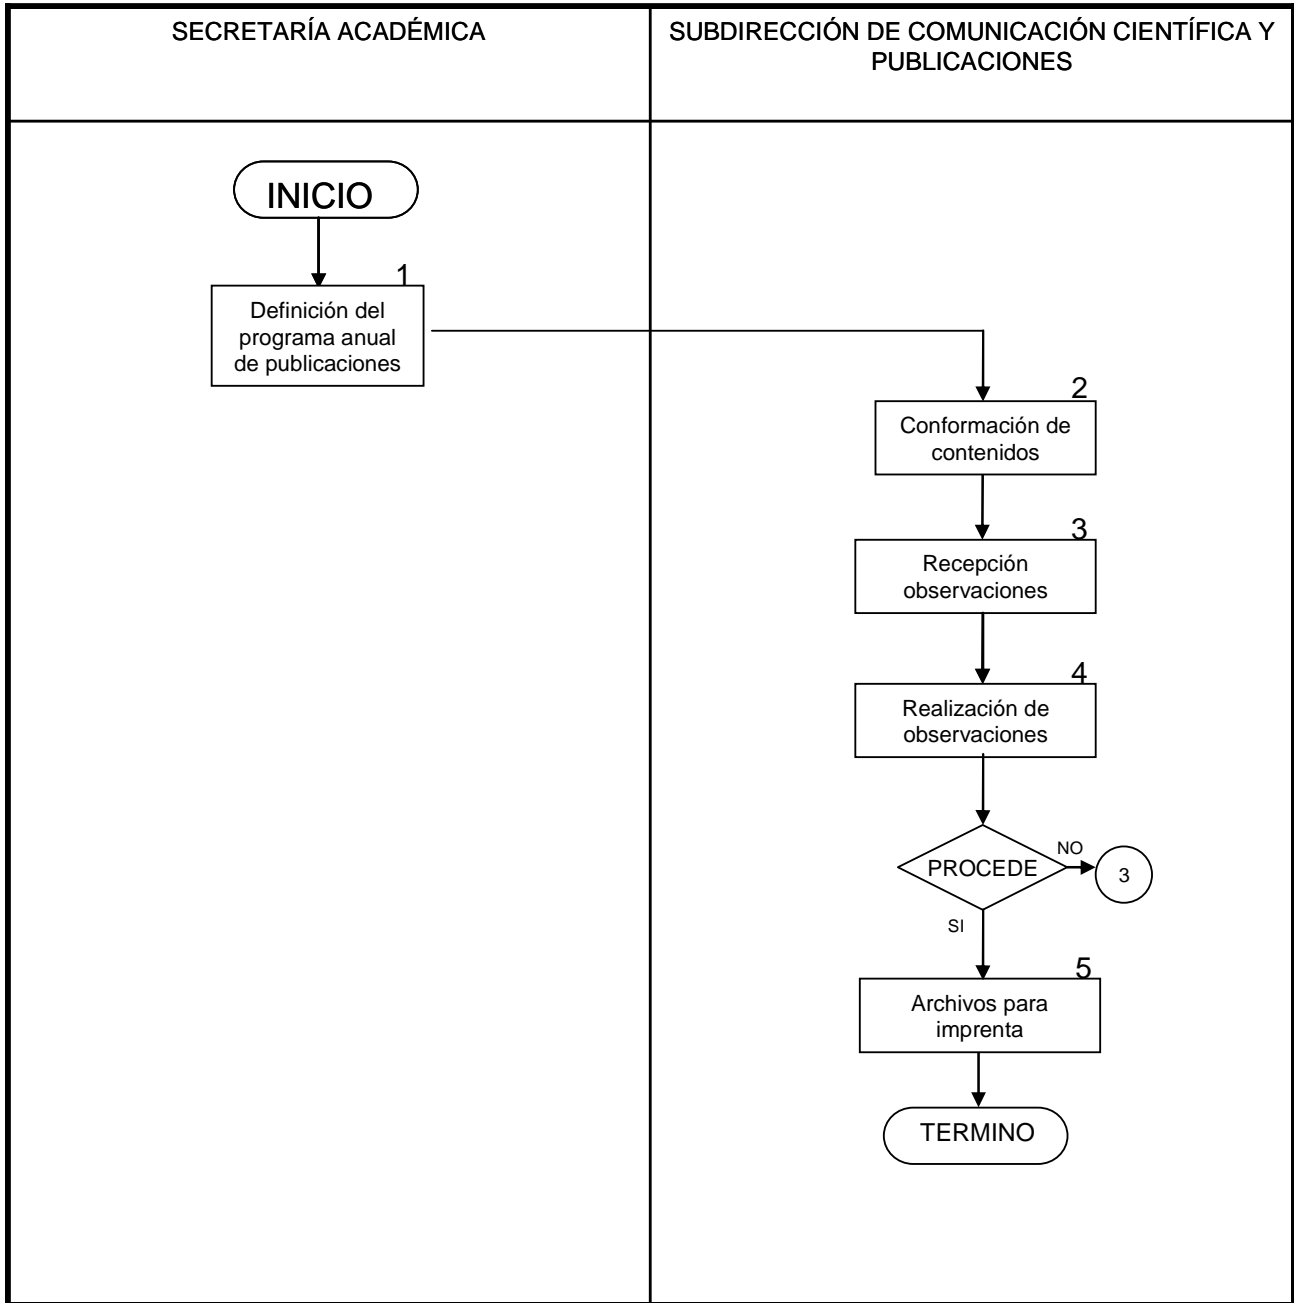 SECRETARÍA ACADÉMICA
SUBDIRECCIÓN DE COMUNICACIÓN CIENTÍFICA Y
PUBLICACIONES
INICIO
1
Definición del
programa anual
de publicaciones
2
Conformación de
contenidos
3
Recepción
observaciones
4
Realización de
observaciones
PROCEDE
NO
3
SI
5
Archivos para
imprenta
TERMINO